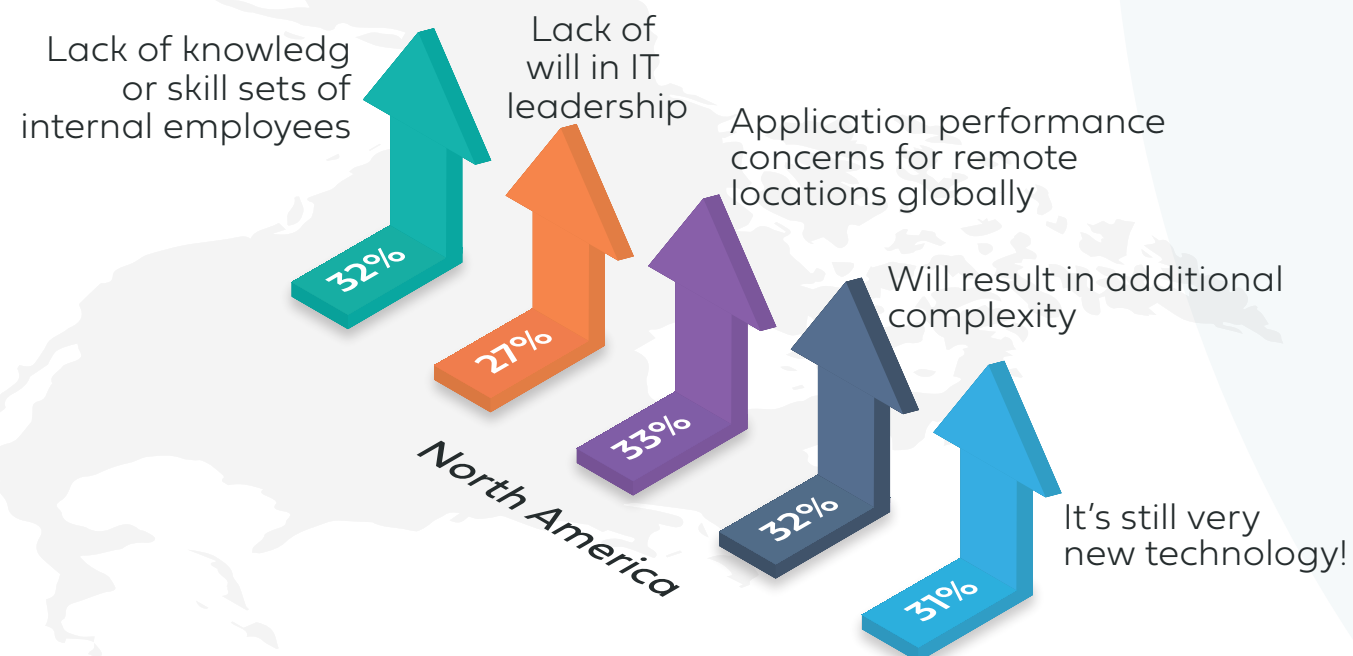 Lack of knowledg
or skill sets of
internal employees
32%
Lack of
will in IT
leadership
27%
Application performance
concerns for remote
locations globally
33%
Will result in additional
complexity
32%
It's still very
new technology!
31%
North America